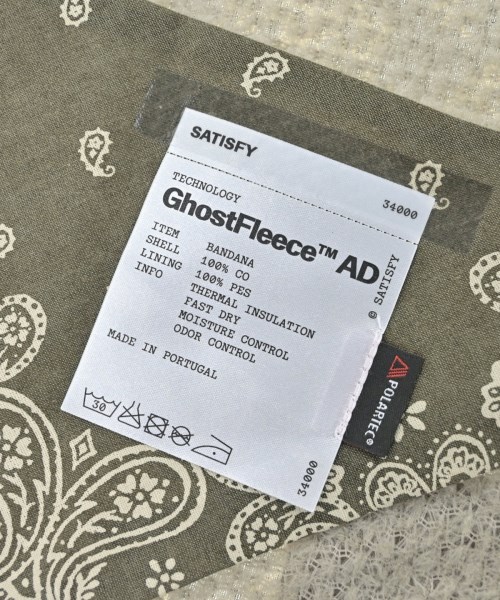 SATISFY
34000
TECHNOLOGY
GhostFleece™ AD
ITEM BANDANA
SHELL 100% CO
LINING 100% PES
INFO THERMAL INSULATION
FAST DRY
MOISTURE CONTROL
ODOR CONTROL
MADE IN PORTUGAL
© SATISFY
30
34000
POLARTEC®